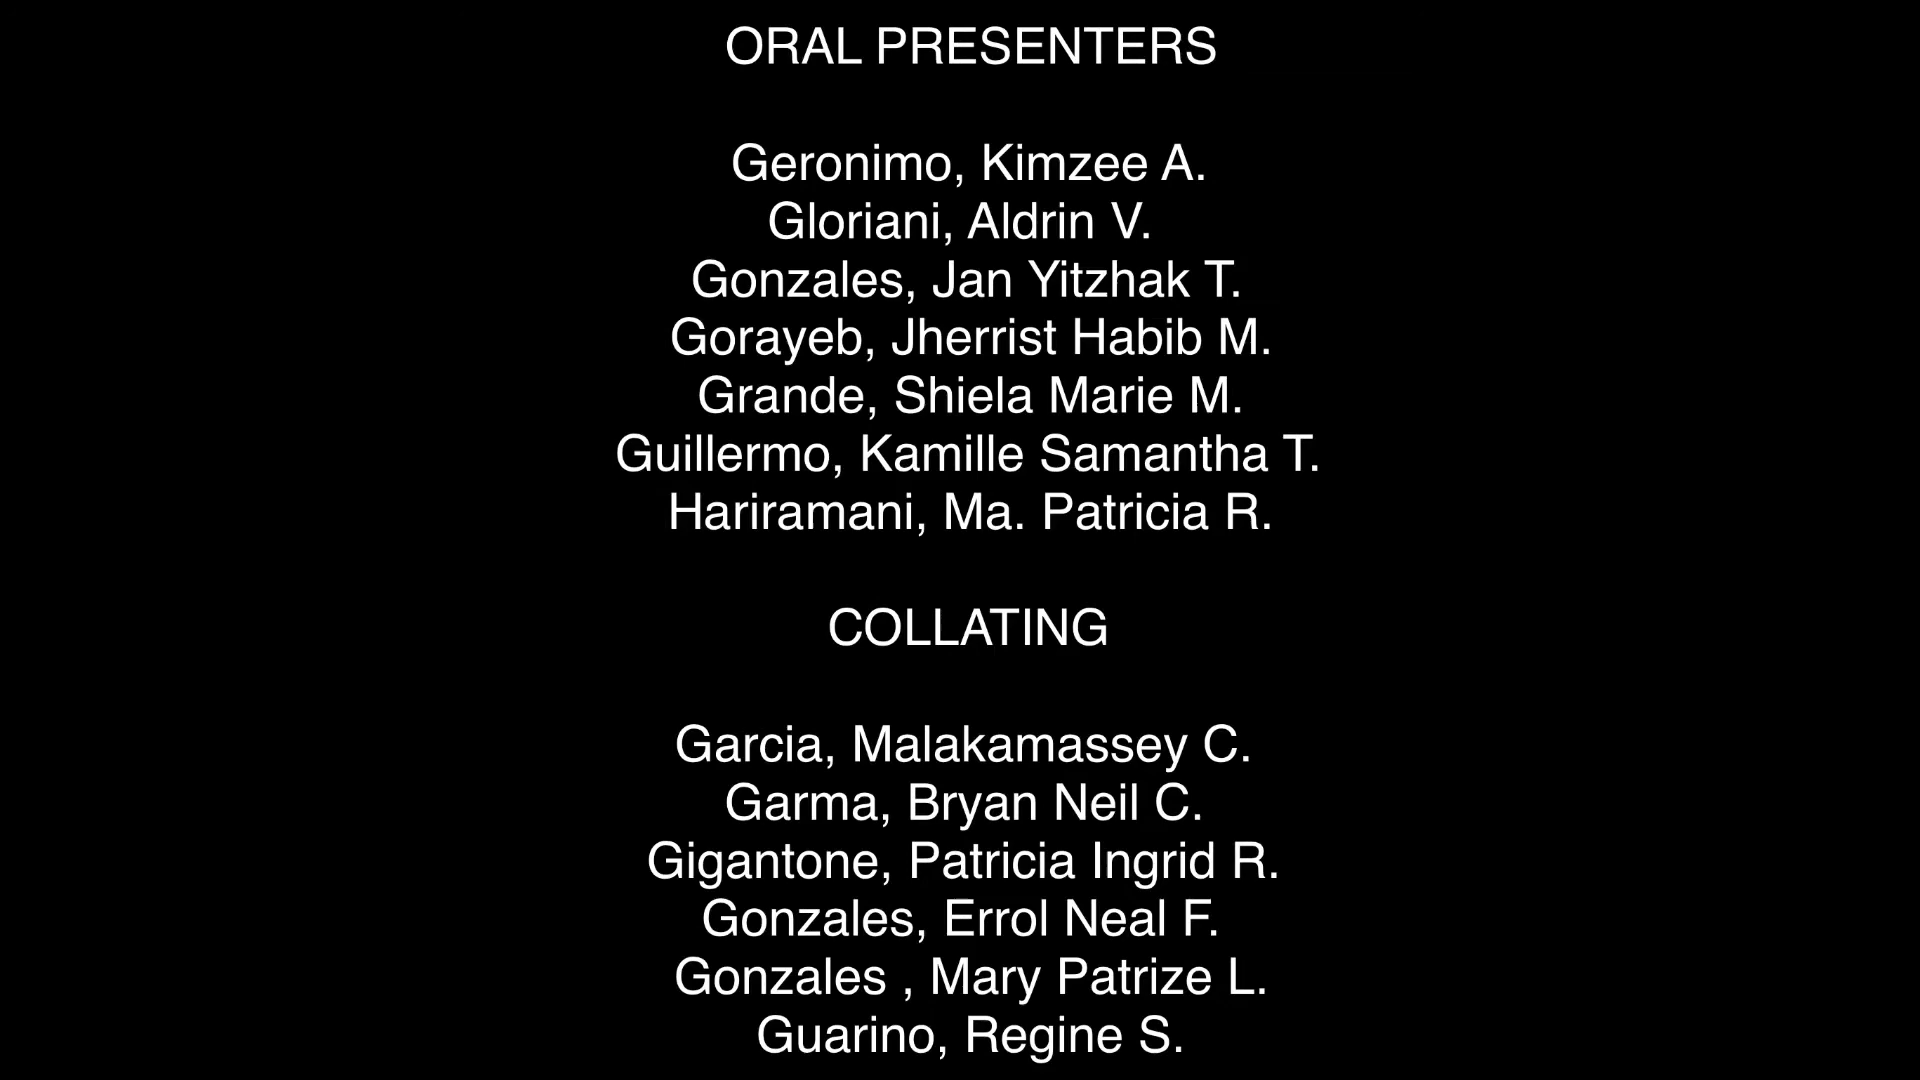 ORAL PRESENTERS
Geronimo, Kimzee A.
Gloriani, Aldrin V.
Gonzales, Jan Yitzhak T.
Gorayeb, Jherrist Habib M.
Grande, Shiela Marie M.
Guillermo, Kamille Samantha T.
Hariramani, Ma. Patricia R.
COLLATING
Garcia, Malakamassey C.
Garma, Bryan Neil C.
Gigantone, Patricia Ingrid R.
Gonzales, Errol Neal F.
Gonzales , Mary Patrize L.
Guarino, Regine S.